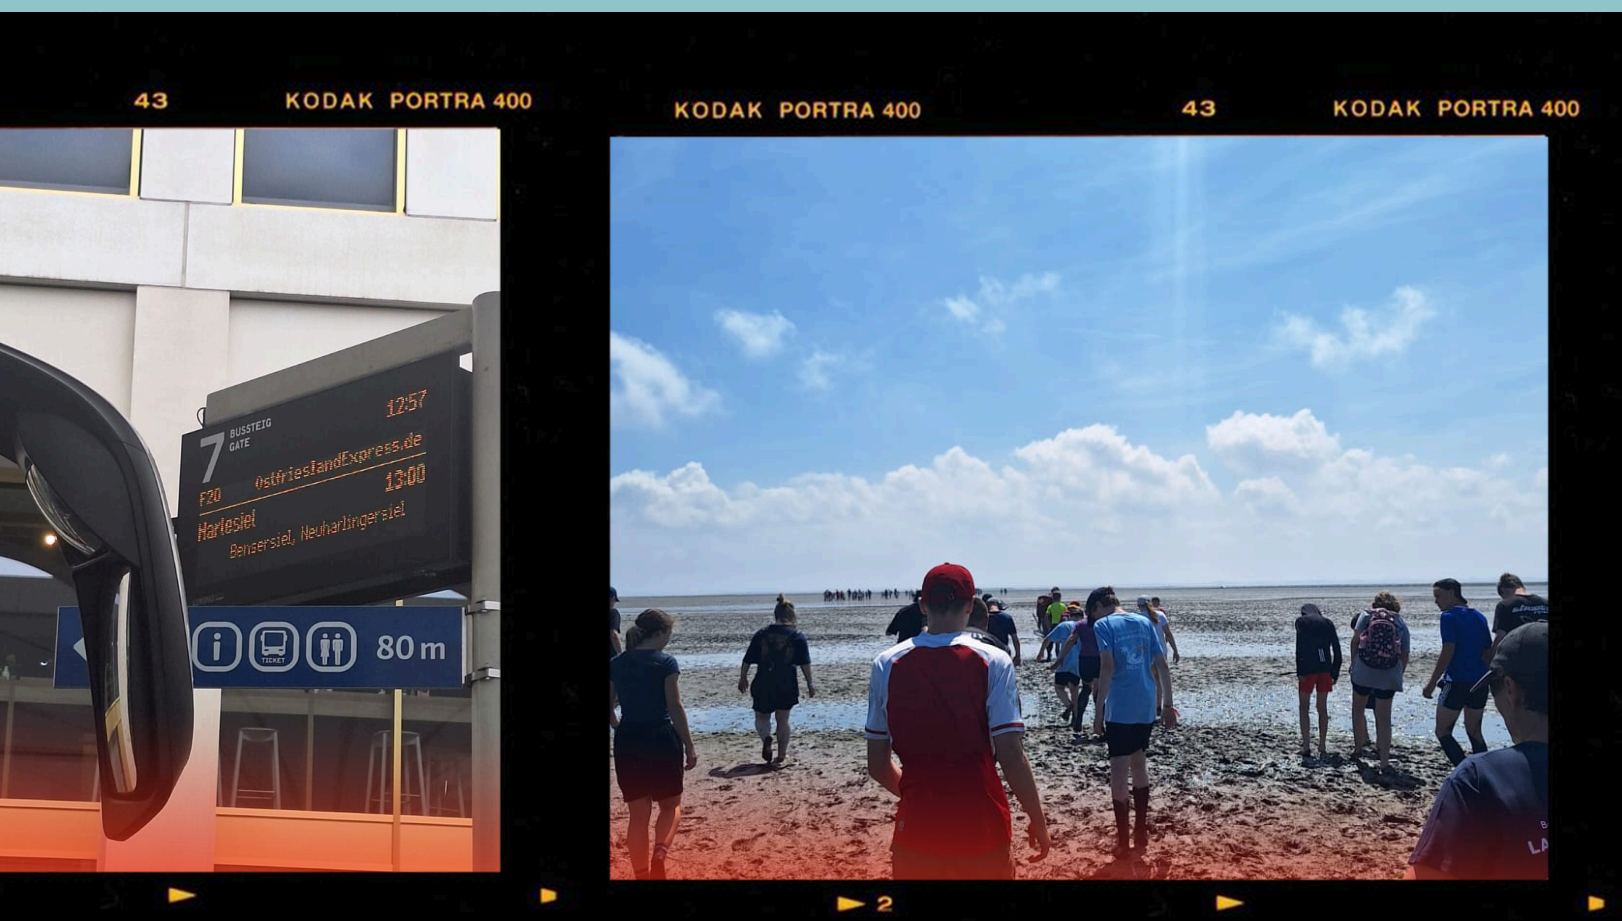 43 KODAK PORTRA 400
KODAK PORTRA 400 43 KODAK PORTRA 400
12:57
7 BUSSTEIG
GATE
F20 OstfrieslandExpress.de
13:00
Harlesiel
Bensersiel, Neuharlingersiel
i TICKET 80 m
2